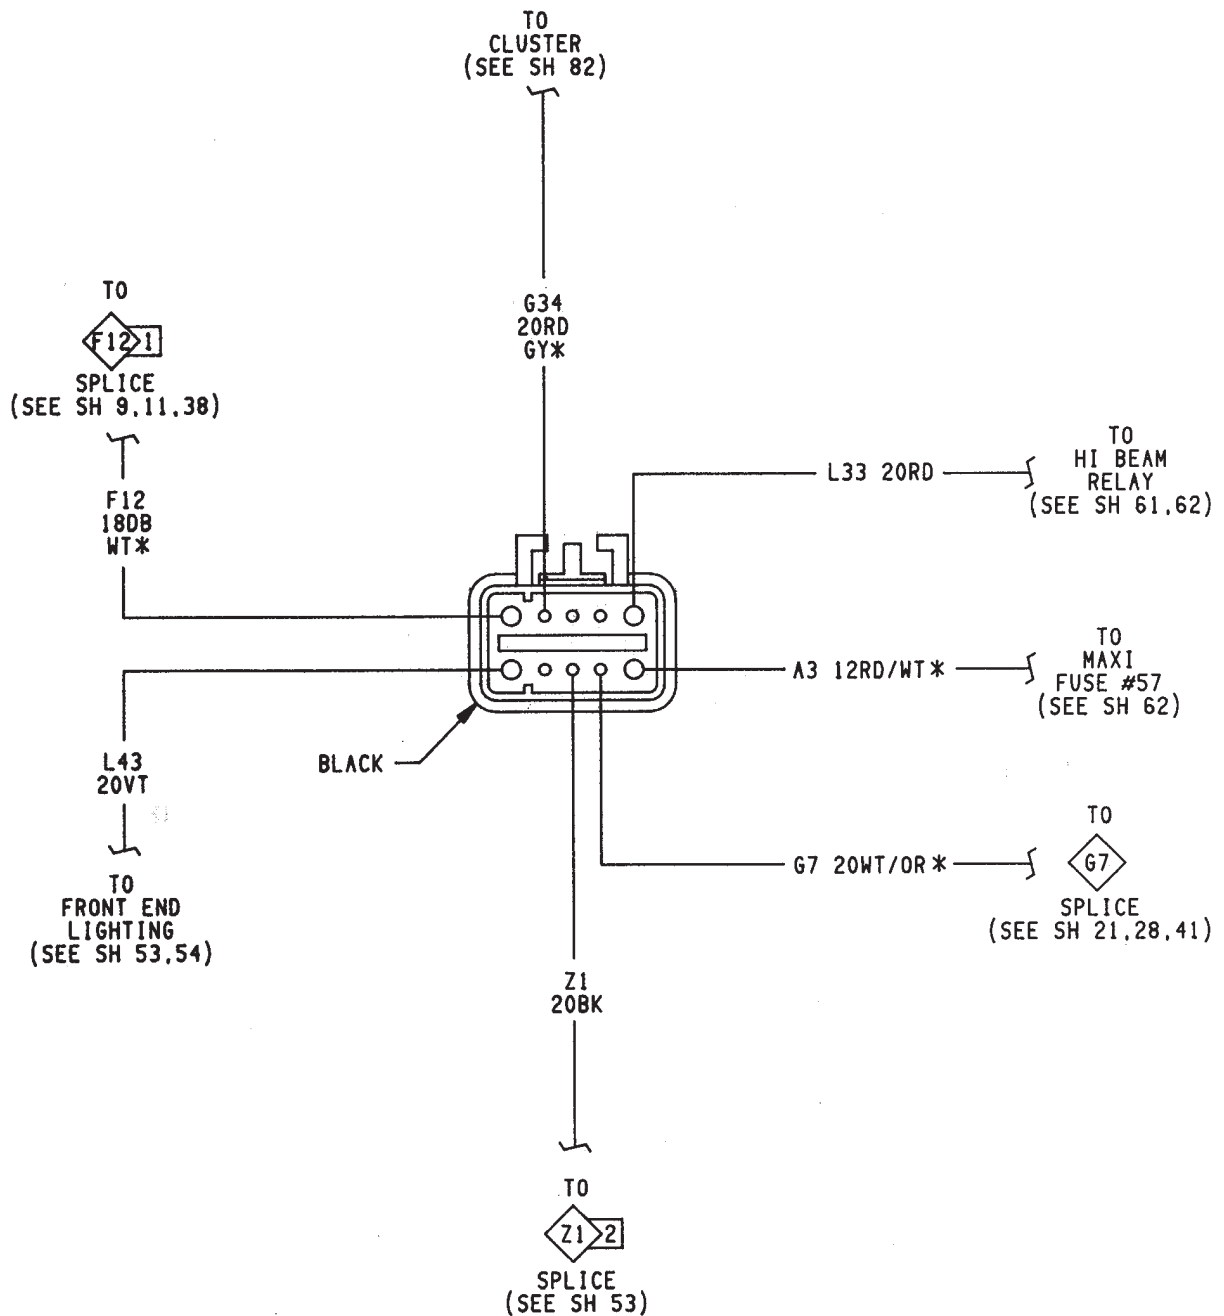 TO
CLUSTER
(SEE SH 82)
G34
20RD
GY*
TO
F12 1
SPLICE
(SEE SH 9,11,38)
F12
18DB
WT*
L33 20RD
TO
HI BEAM
RELAY
(SEE SH 61,62)
A3 12RD/WT*
TO
MAXI
FUSE #57
(SEE SH 62)
BLACK
L43
20VT
TO
FRONT END
LIGHTING
(SEE SH 53,54)
G7 20WT/OR*
TO
G7
SPLICE
(SEE SH 21,28,41)
Z1
20BK
TO
Z1 2
SPLICE
(SEE SH 53)